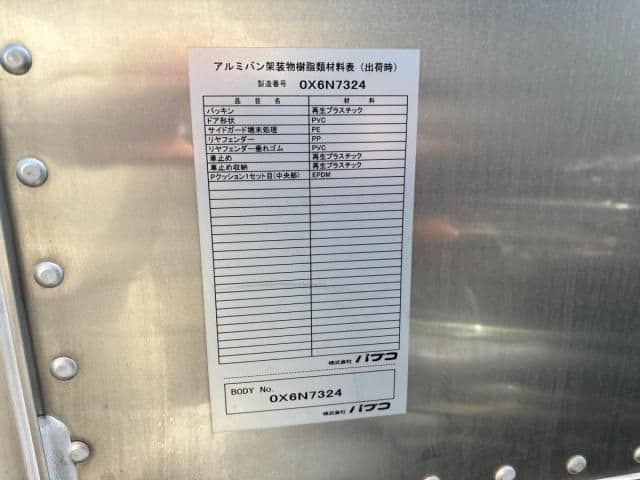 アルミバン架装物樹脂類材料表（出荷時）
製造番号 0X6N7324
品目名 材料
パッキン 再生プラスチック
ドア形状 PVC
サイドガード端末処理 PE
リヤフェンダー PP
リヤフェンダー垂れゴム PVC
車止め 再生プラスチック
車止め収納 再生プラスチック
Pクッション1セット目(中央部) EPDM
株式会社 パブコ
BODY No.
0X6N7324
株式会社 パブコ